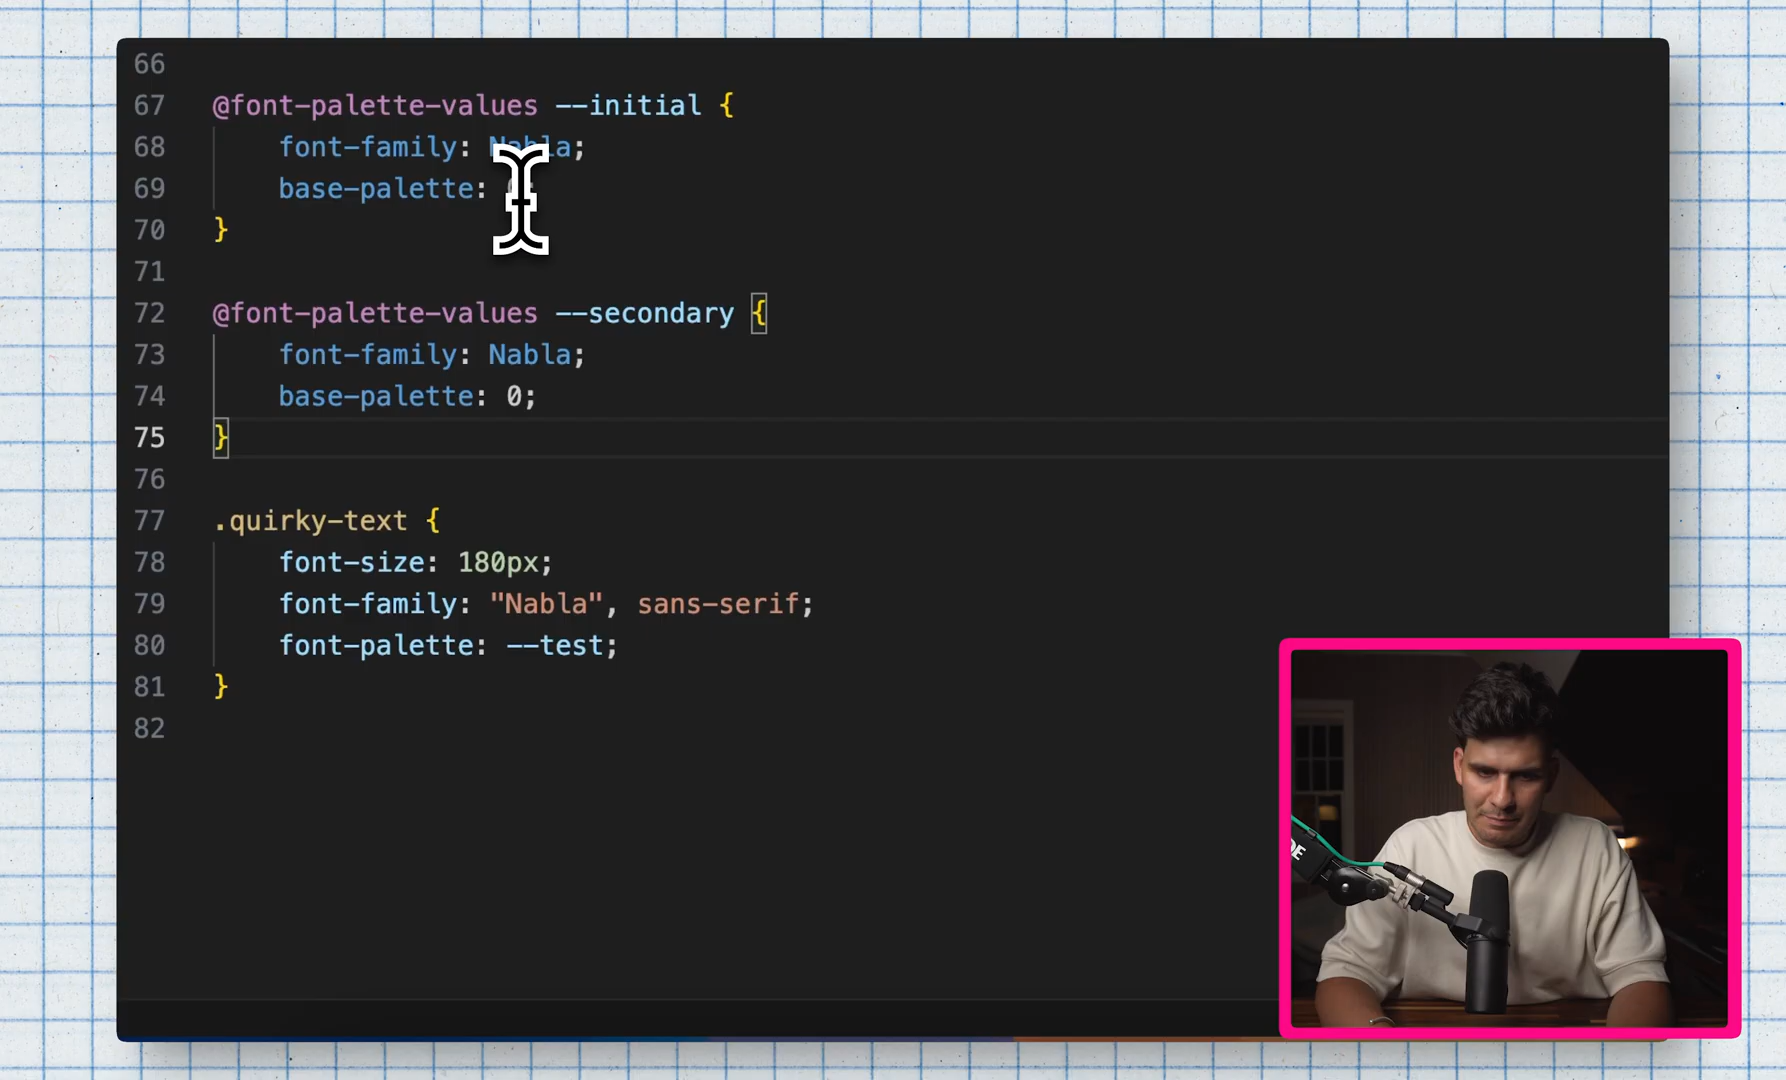 66
67 @font-palette-values --initial {
68 font-family: Nabla;
69 base-palette:
70 }
71
72 @font-palette-values --secondary {
73 font-family: Nabla;
74 base-palette: 0;
75 }
76
77 .quirky-text {
78 font-size: 180px;
79 font-family: "Nabla", sans-serif;
80 font-palette: --test;
81 }
82